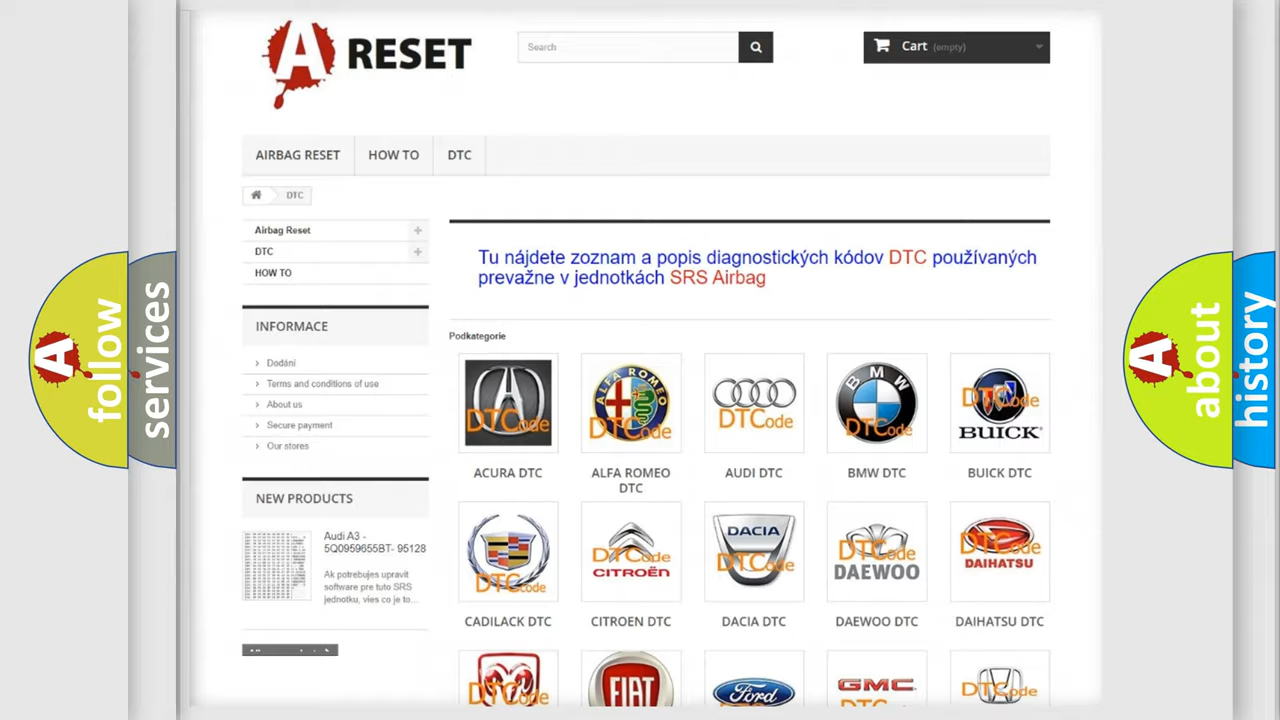 A RESET
Search
Cart (empty)
AIRBAG RESET
HOW TO
DTC
DTC
Airbag Reset
DTC
HOW TO
Tu nájdete zoznam a popis diagnostických kódov DTC používaných
prevažne v jednotkách SRS Airbag
INFORMACE
Dodání
Terms and conditions of use
About us
Secure payment
Our stores
NEW PRODUCTS
Audi A3 -
5Q0959655BT- 95128
Ak potrebujes upravit
software pre tuto SRS
jednotku, vies co je to...
Podkategorie
DTCode
ALFA ROMEO
DTCode
DTCode
BMW
DTCode
DTCode
BUICK
ACURA DTC
ALFA ROMEO
DTC
AUDI DTC
BMW DTC
BUICK DTC
DTCode
DTCode
CITROËN
DACIA
DTCode
DTCode
DAEWOO
DTCode
DAIHATSU
CADILACK DTC
CITROEN DTC
DACIA DTC
DAEWOO DTC
DAIHATSU DTC
DTCode
FIAT
Ford
GMC
DTCode
A
follow
services
A
about
history